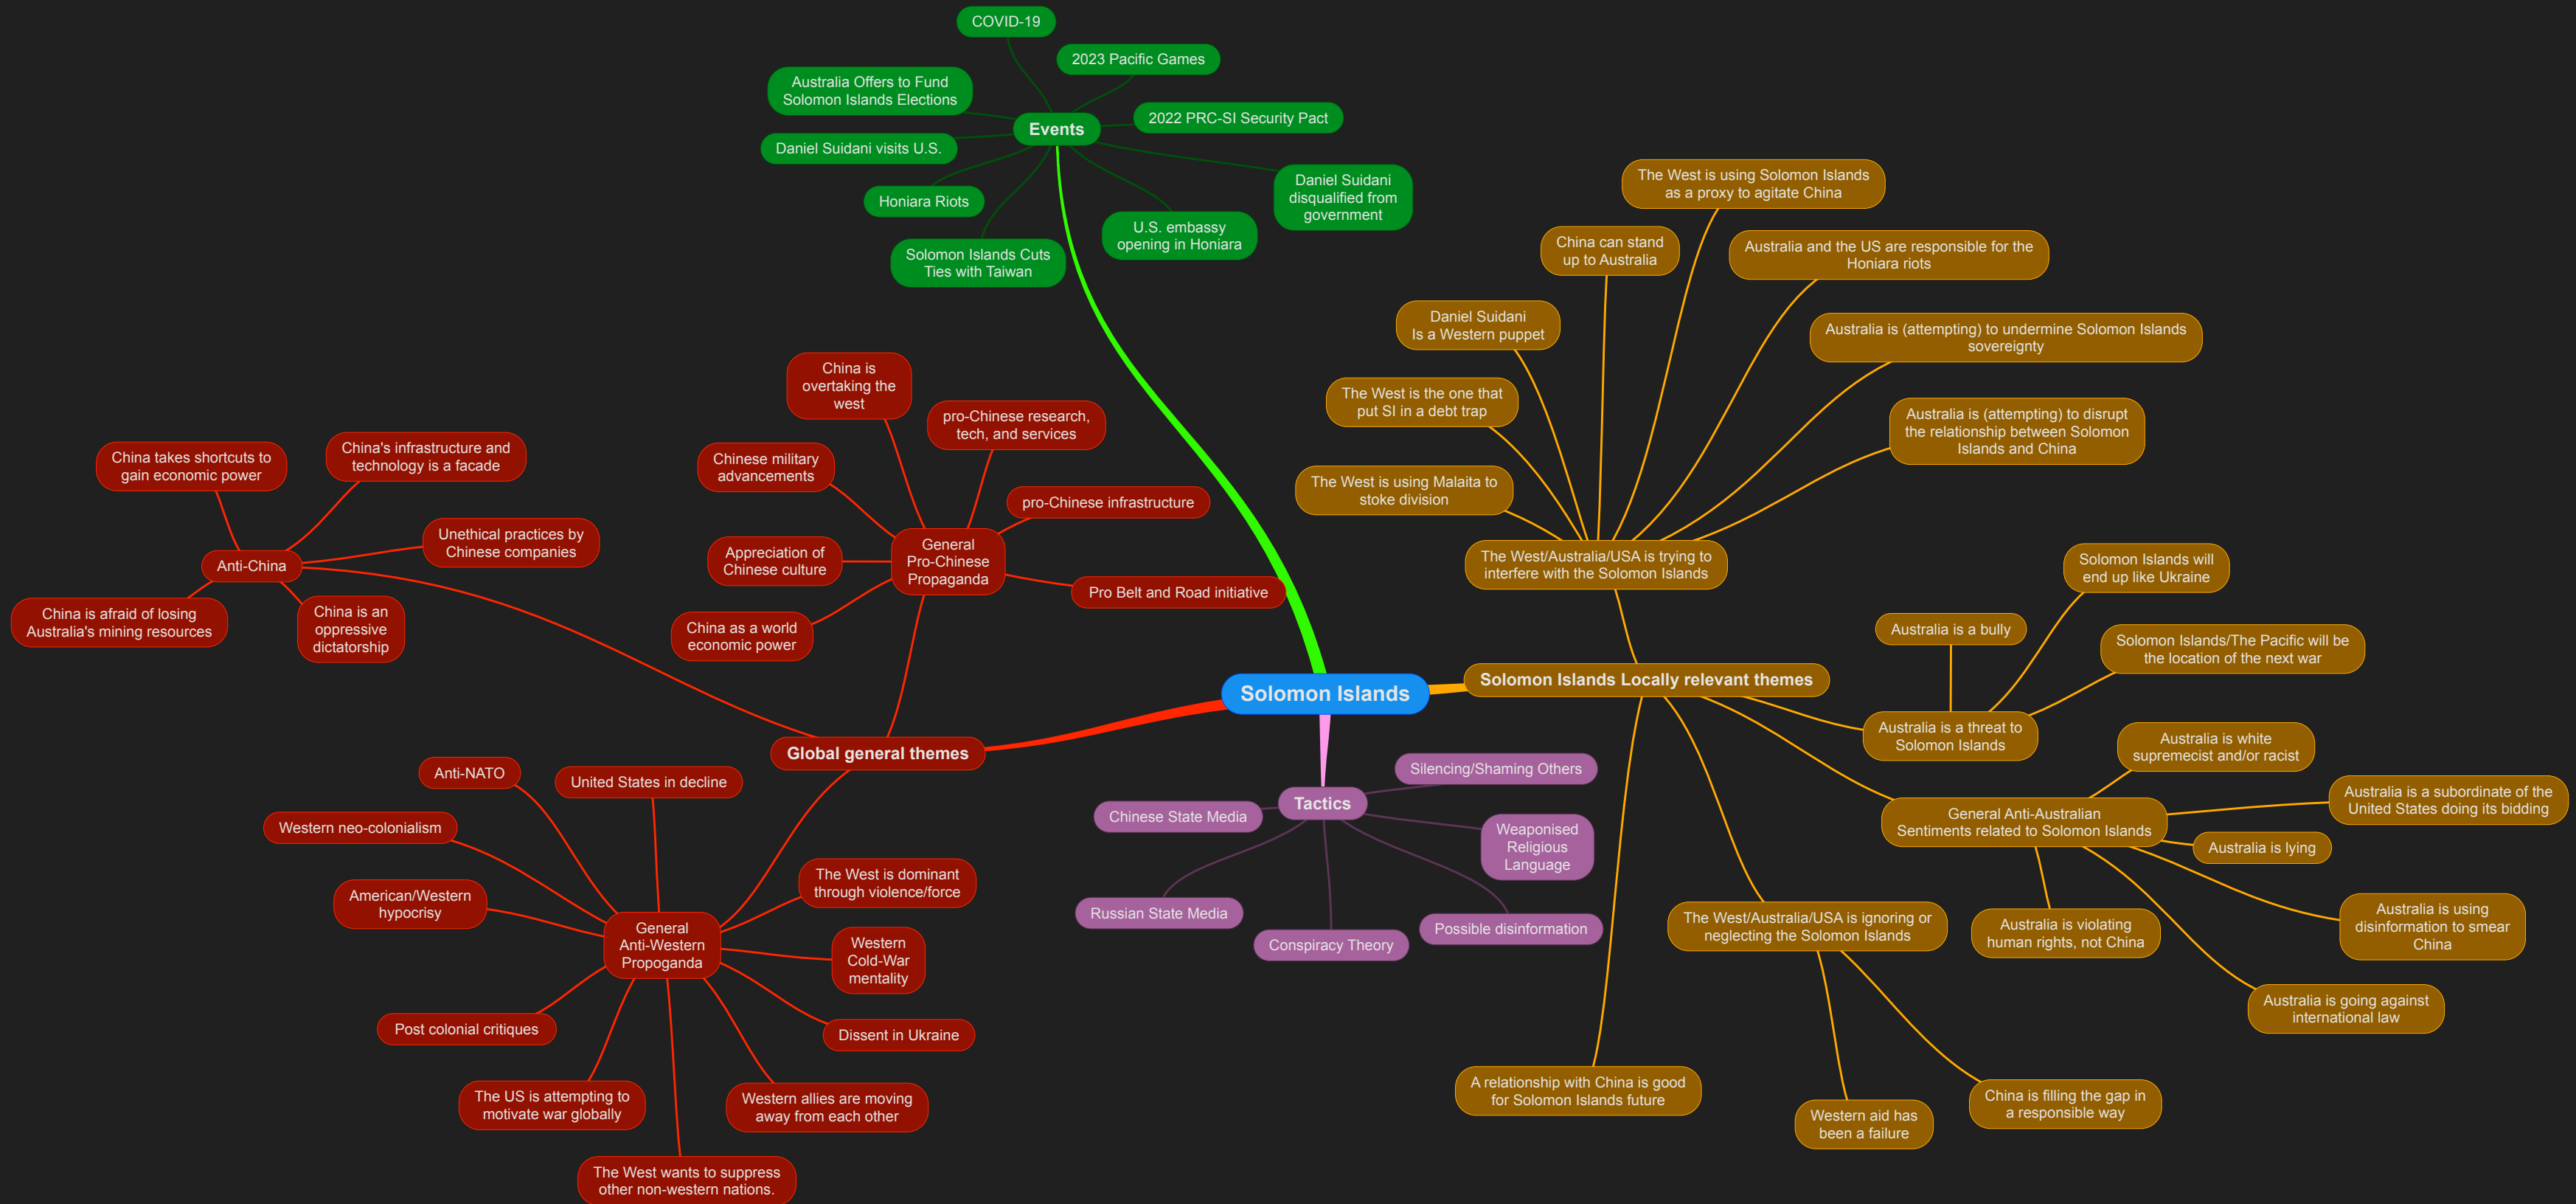 COVID-19
2023 Pacific Games
Australia Offers to Fund
Solomon Islands Elections
2022 PRC-SI Security Pact
Events
Daniel Suidani visits U.S.
Daniel Suidani
disqualified from
government
Honiara Riots
U.S. embassy
opening in Honiara
Solomon Islands Cuts
Ties with Taiwan
The West is using Solomon Islands
as a proxy to agitate China
China can stand
up to Australia
Australia and the US are responsible for the
Honiara riots
Daniel Suidani
Is a Western puppet
Australia is (attempting) to undermine Solomon Islands
sovereignty
The West is the one that
put SI in a debt trap
Australia is (attempting) to disrupt
the relationship between Solomon
Islands and China
The West is using Malaita to
stoke division
The West/Australia/USA is trying to
interfere with the Solomon Islands
China is
overtaking the
west
pro-Chinese research,
tech, and services
Chinese military
advancements
pro-Chinese infrastructure
General
Pro-Chinese
Propaganda
Appreciation of
Chinese culture
Pro Belt and Road initiative
China as a world
economic power
China takes shortcuts to
gain economic power
China's infrastructure and
technology is a facade
Unethical practices by
Chinese companies
Anti-China
China is afraid of losing
Australia's mining resources
China is an
oppressive
dictatorship
Solomon Islands
Solomon Islands Locally relevant themes
Solomon Islands will
end up like Ukraine
Australia is a bully
Solomon Islands/The Pacific will be
the location of the next war
Australia is a threat to
Solomon Islands
Australia is white
supremecist and/or racist
Australia is a subordinate of the
United States doing its bidding
General Anti-Australian
Sentiments related to Solomon Islands
Australia is lying
Australia is using
disinformation to smear
China
Australia is violating
human rights, not China
Australia is going against
international law
The West/Australia/USA is ignoring or
neglecting the Solomon Islands
China is filling the gap in
a responsible way
Western aid has
been a failure
A relationship with China is good
for Solomon Islands future
Global general themes
Anti-NATO
United States in decline
Western neo-colonialism
The West is dominant
through violence/force
American/Western
hypocrisy
General
Anti-Western
Propoganda
Western
Cold-War
mentality
Post colonial critiques
Dissent in Ukraine
The US is attempting to
motivate war globally
Western allies are moving
away from each other
The West wants to suppress
other non-western nations.
Silencing/Shaming Others
Tactics
Chinese State Media
Weaponised
Religious
Language
Russian State Media
Possible disinformation
Conspiracy Theory